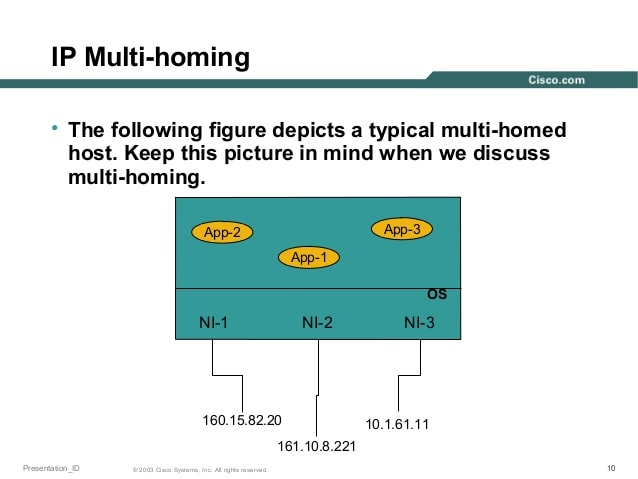 IP Multi-homing
Cisco.com
• The following figure depicts a typical multi-homed
host. Keep this picture in mind when we discuss
multi-homing.
App-2
App-3
App-1
OS
NI-1 NI-2 NI-3
160.15.82.20
10.1.61.11
161.10.8.221
Presentation_ID
© 2003 Cisco Systems, Inc. All rights reserved.
10